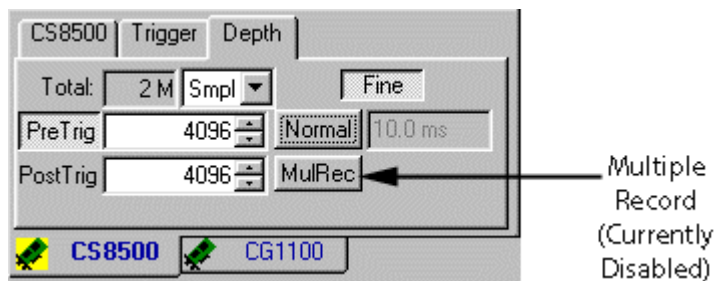 CS8500 Trigger Depth
Total: 2 M Smpl Fine
PreTrig 4096 Normal 10.0 ms
PostTrig 4096 MulRec
CS8500 CG1100
Multiple
Record
(Currently
Disabled)